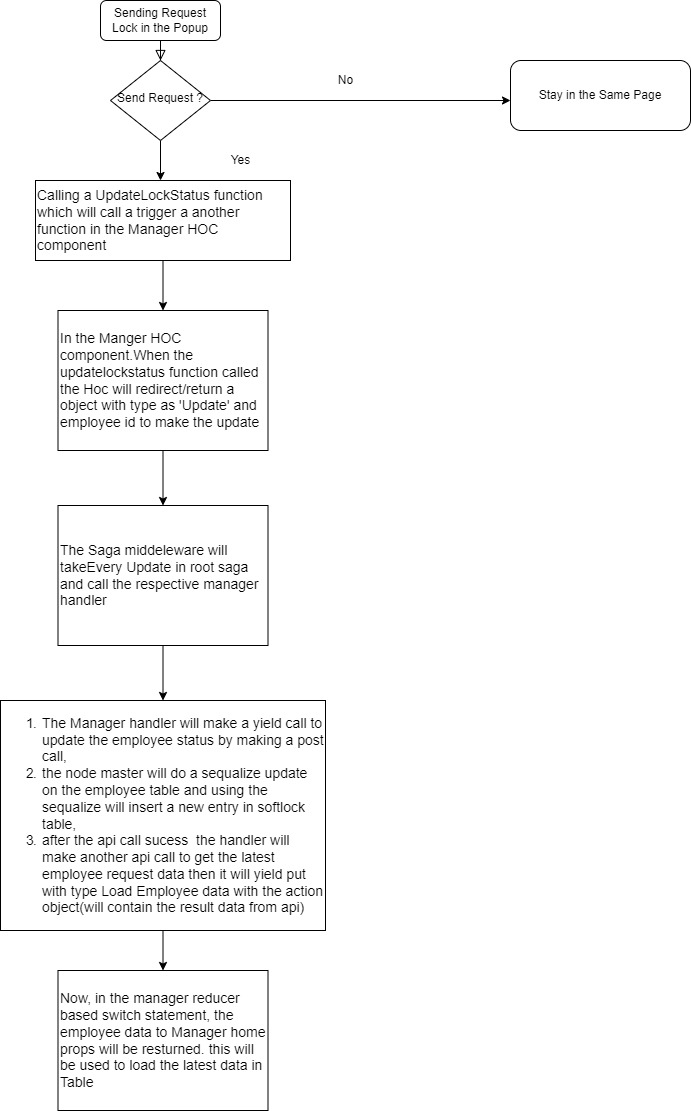 Sending Request
Lock in the Popup
Send Request ?
No
Stay in the Same Page
Yes
Calling a UpdateLockStatus function
which will call a trigger a another
function in the Manager HOC
component
In the Manger HOC
component.When the
updatelockstatus function called
the Hoc will redirect/return a
object with type as 'Update' and
employee id to make the update
The Saga middeleware will
takeEvery Update in root saga
and call the respective manager
handler
1. The Manager handler will make a yield call to
update the employee status by making a post
call,
2. the node master will do a sequalize update
on the employee table and using the
sequalize will insert a new entry in softlock
table,
3. after the api call sucess the handler will
make another api call to get the latest
employee request data then it will yield put
with type Load Employee data with the action
object(will contain the result data from api)
Now, in the manager reducer
based switch statement, the
employee data to Manager home
props will be resturned. this will
be used to load the latest data in
Table